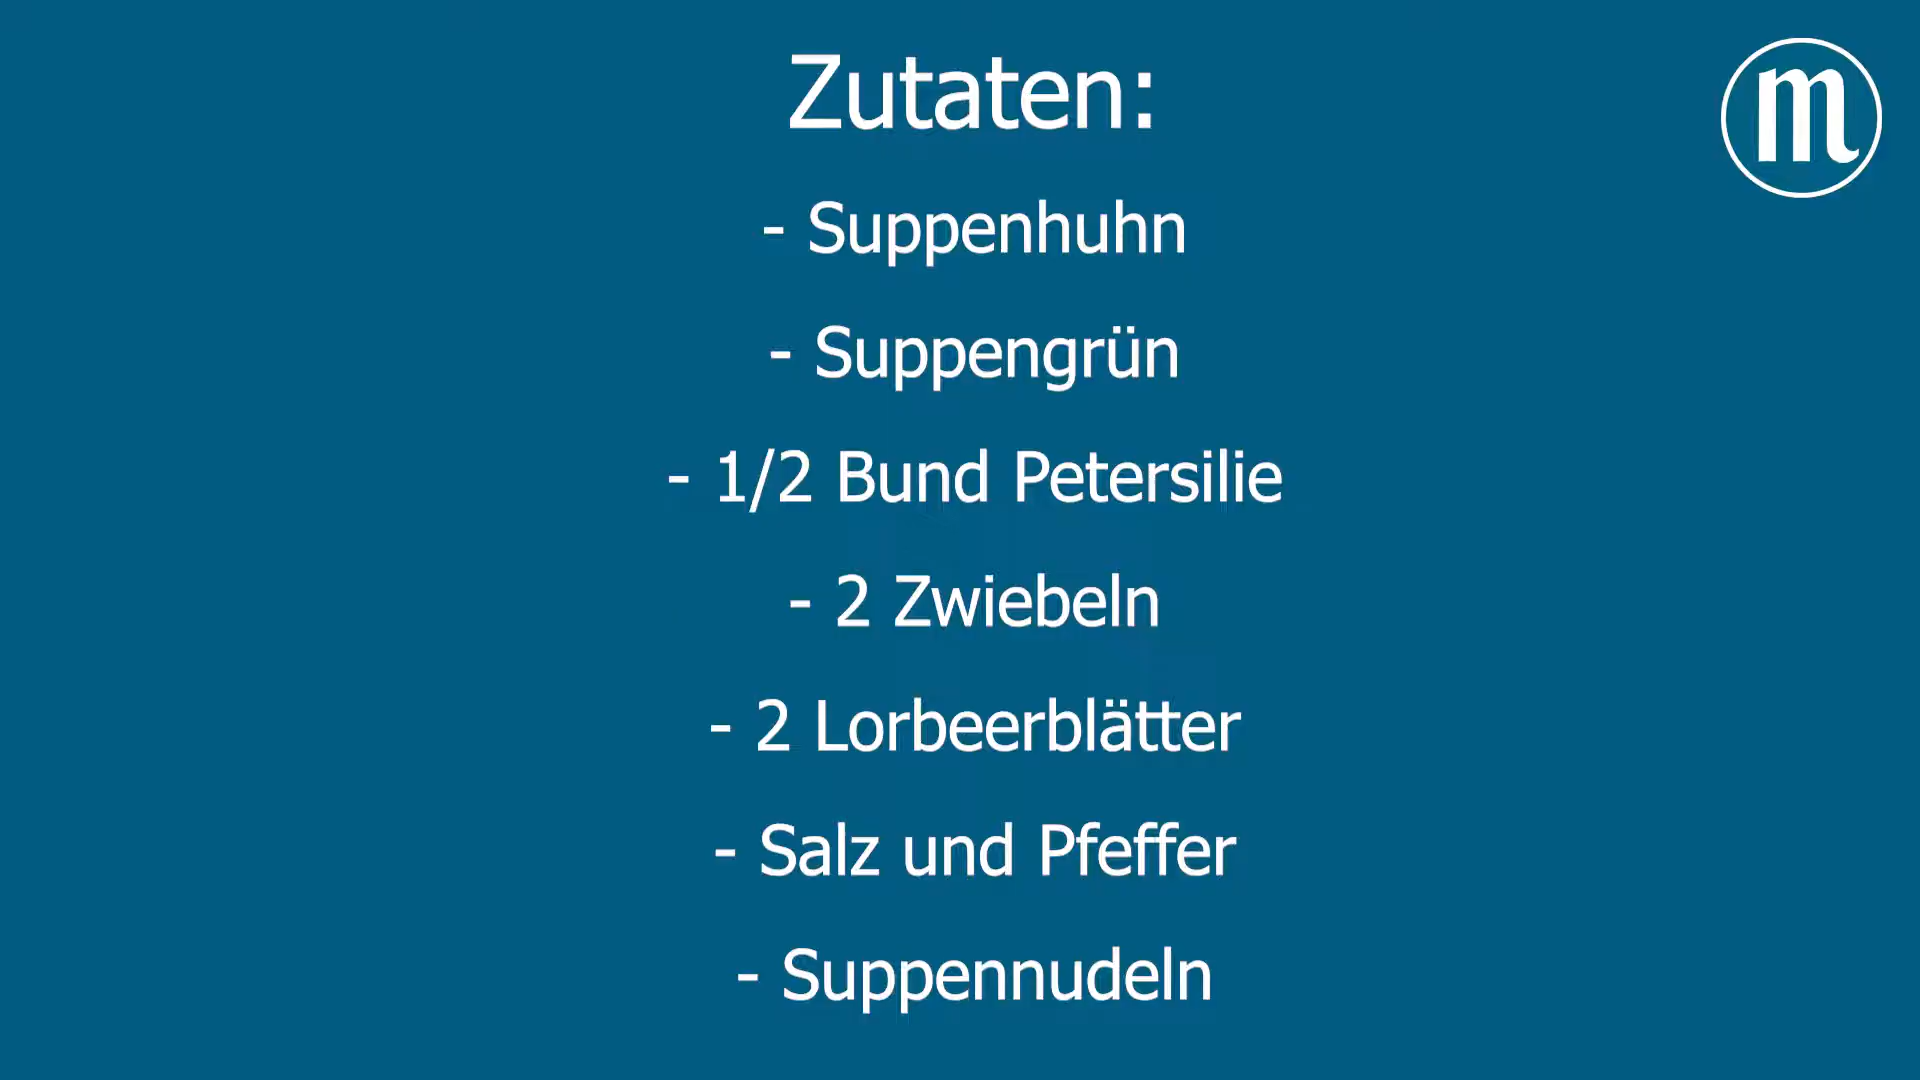 Zutaten:
m
- Suppenhuhn
- Suppengrün
- 1/2 Bund Petersilie
- 2 Zwiebeln
- 2 Lorbeerblätter
- Salz und Pfeffer
- Suppennudeln